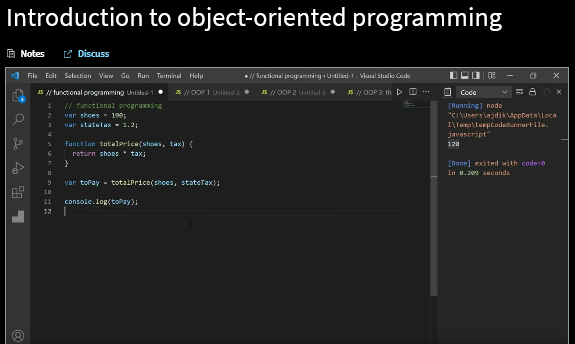 Introduction to object-oriented programming
Notes
Discuss
File Edit Selection View Go Run Terminal Help
● // functional programming • Untitled-1 - Visual Studio Code
JS // functional programming Untitled-1 ●
JS // OOP 1 Untitled-2 ●
JS // OOP 2 Untitled-3 ●
JS // OOP 3: th
Code
1 // functional programming
2 var shoes = 100;
3 var stateTax = 1.2;
4
5 function totalPrice(shoes, tax) {
6 return shoes * tax;
7 }
8
9 var toPay = totalPrice(shoes, stateTax);
10
11 console.log(toPay);
12
[Running] node
"C:\Users\ajdik\AppData\Loca
l\Temp\tempCodeRunnerFile.
javascript"
120
[Done] exited with code=0
in 0.209 seconds